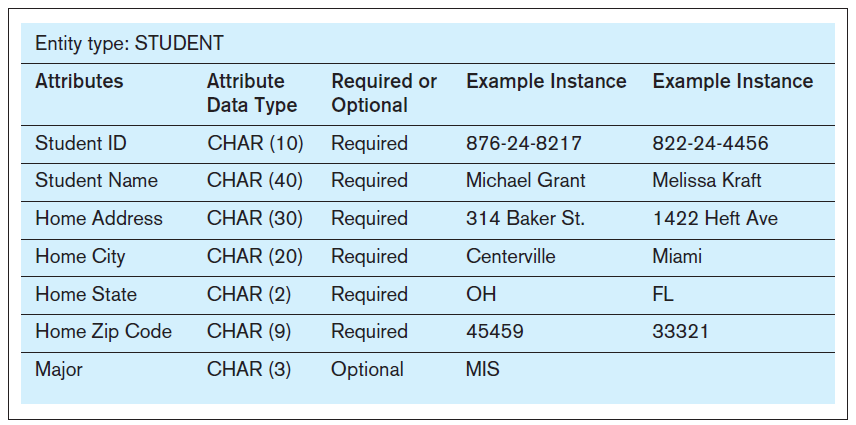 Entity type: STUDENT
Attributes Attribute Data Type Required or Optional Example Instance Example Instance
Student ID CHAR (10) Required 876-24-8217 822-24-4456
Student Name CHAR (40) Required Michael Grant Melissa Kraft
Home Address CHAR (30) Required 314 Baker St. 1422 Heft Ave
Home City CHAR (20) Required Centerville Miami
Home State CHAR (2) Required OH FL
Home Zip Code CHAR (9) Required 45459 33321
Major CHAR (3) Optional MIS